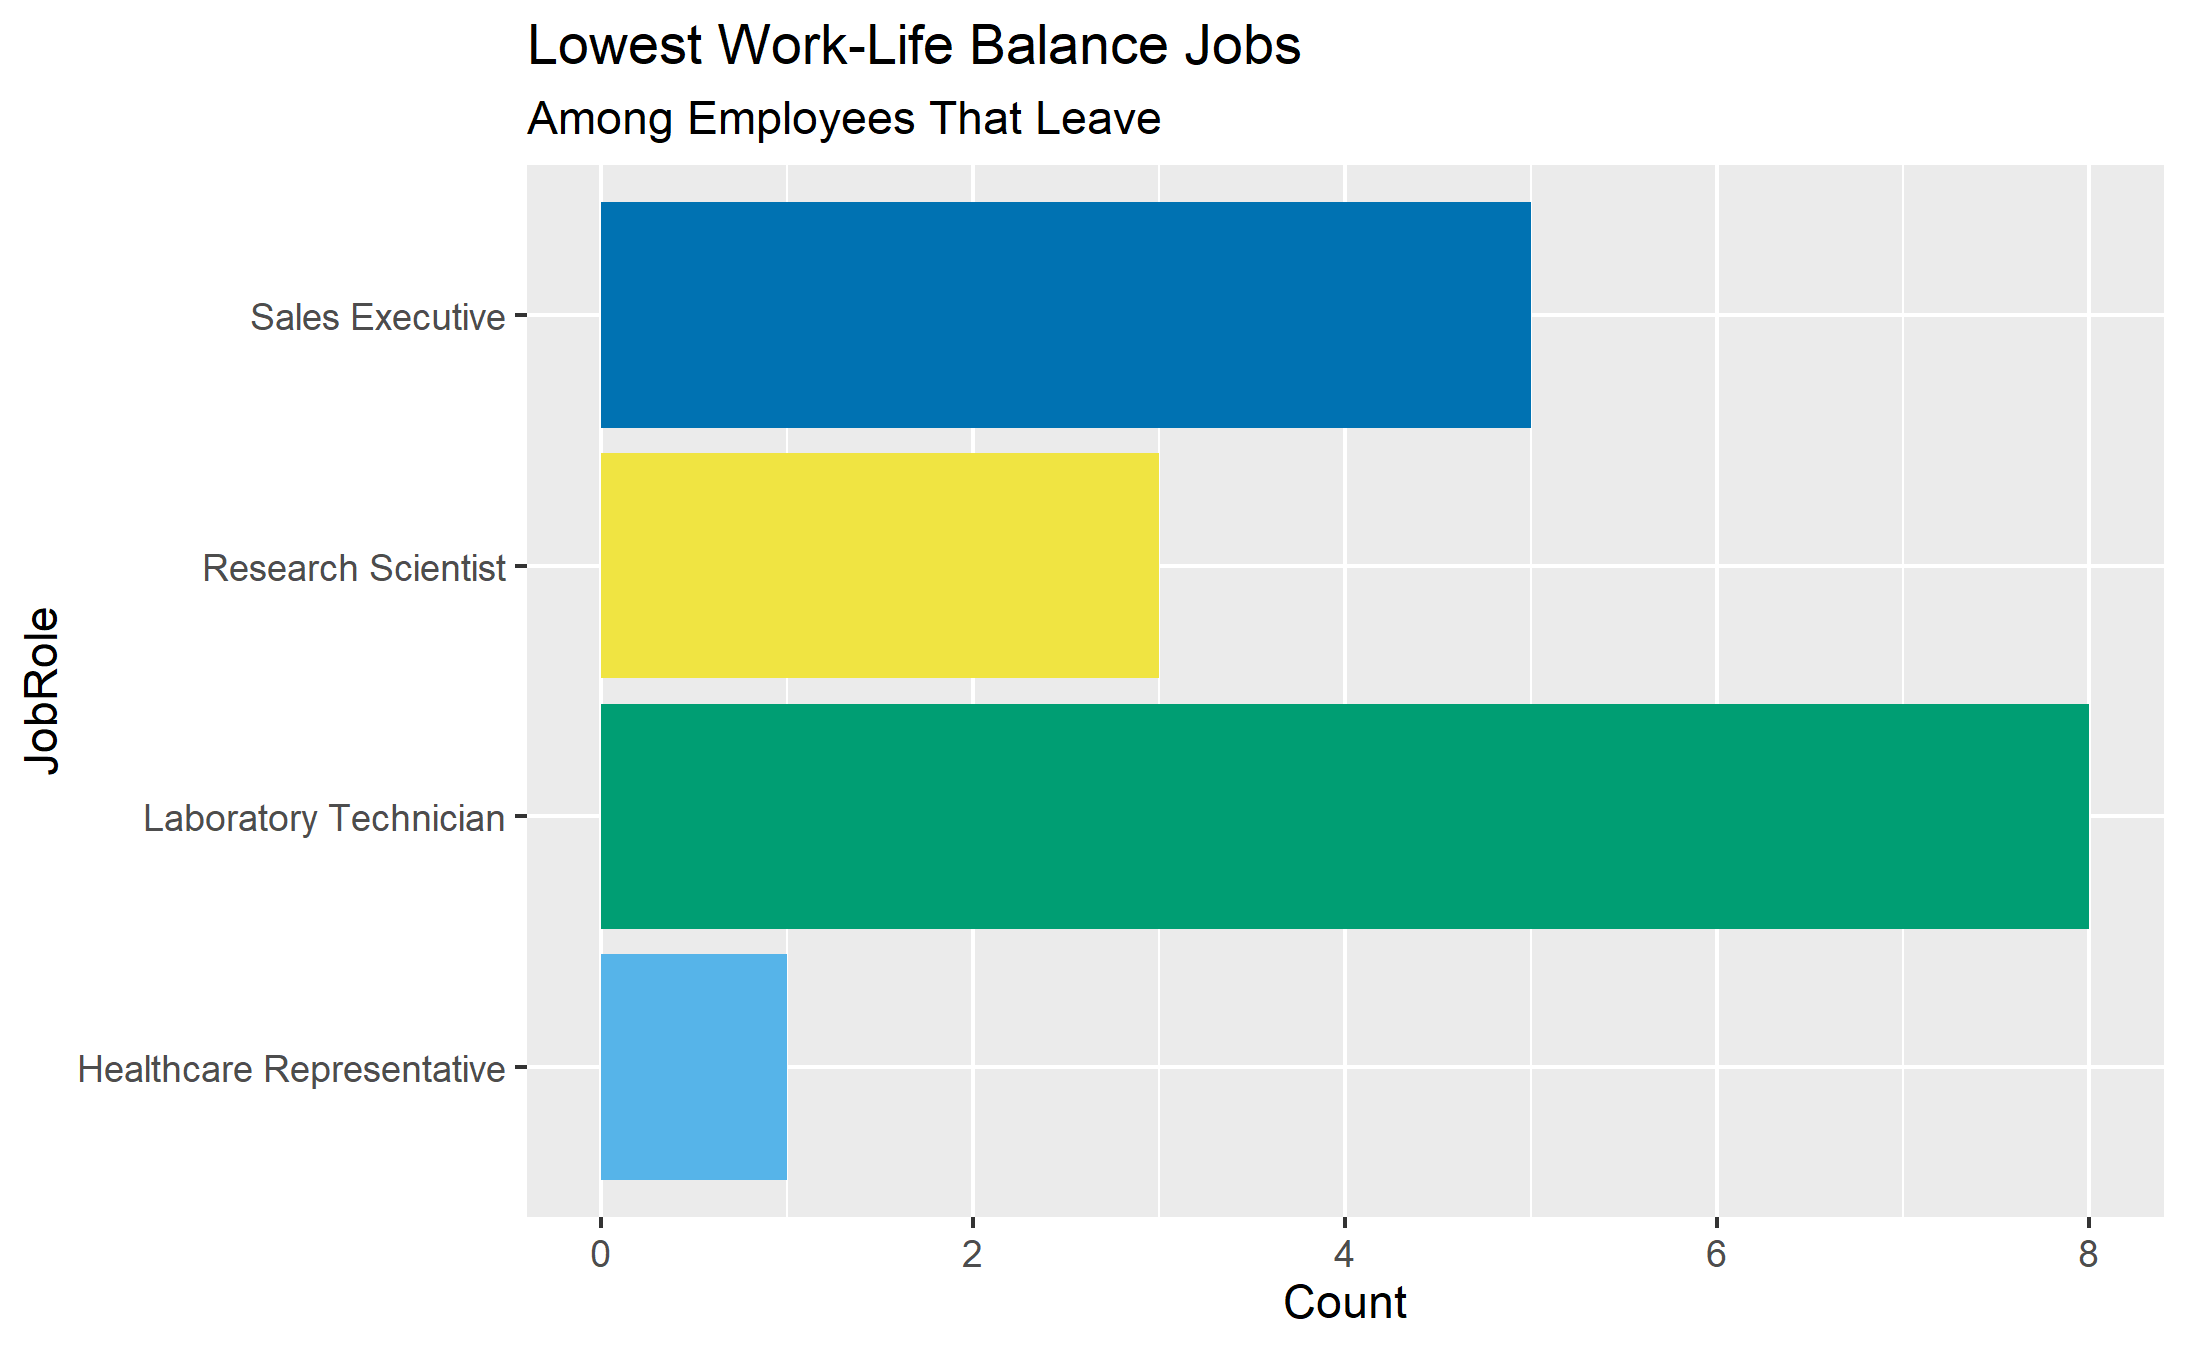 Lowest Work-Life Balance Jobs
Among Employees That Leave
JobRole
Sales Executive
Research Scientist
Laboratory Technician
Healthcare Representative
0 2 4 6 8
Count